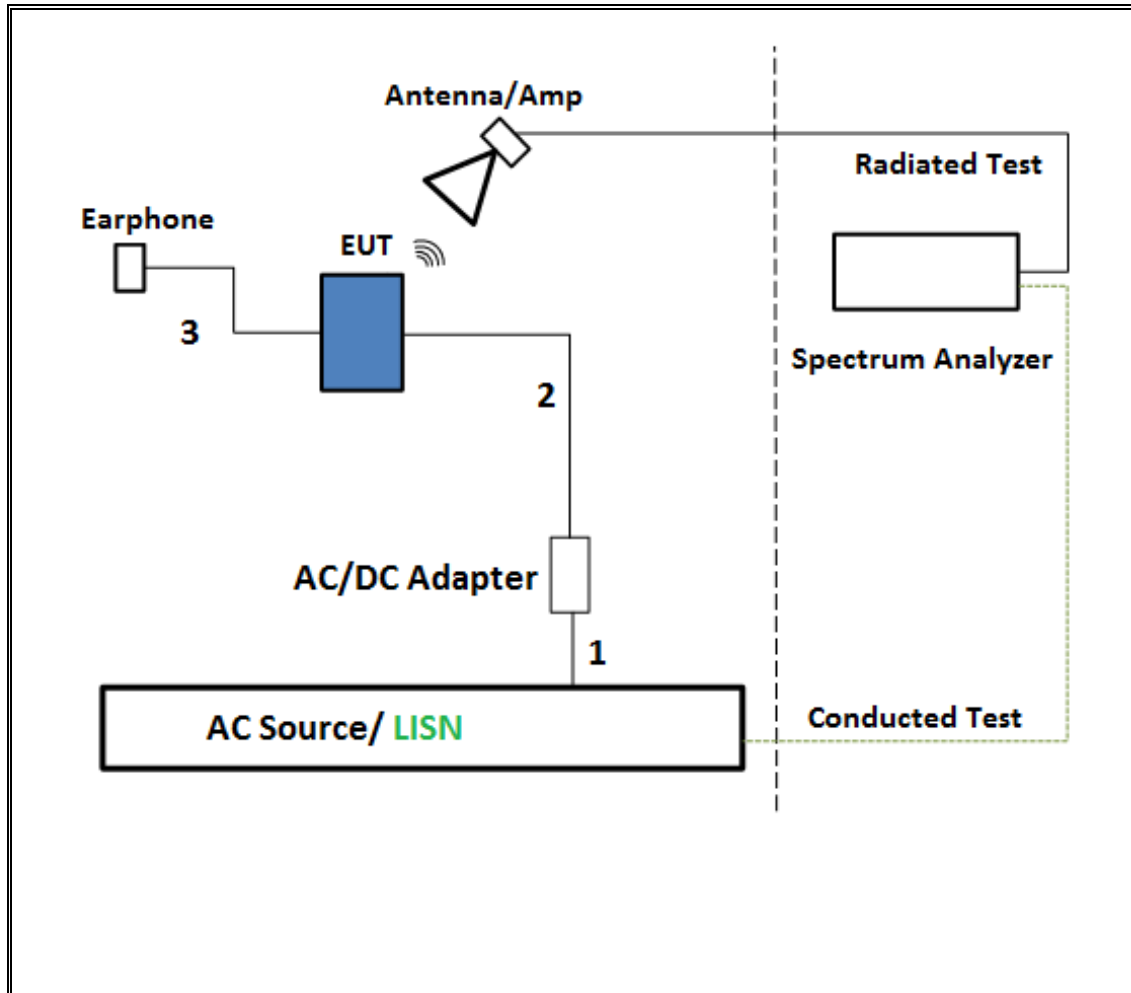 Antenna/Amp
Radiated Test
Earphone
EUT
3
2
Spectrum Analyzer
AC/DC Adapter
1
AC Source/ LISN
Conducted Test